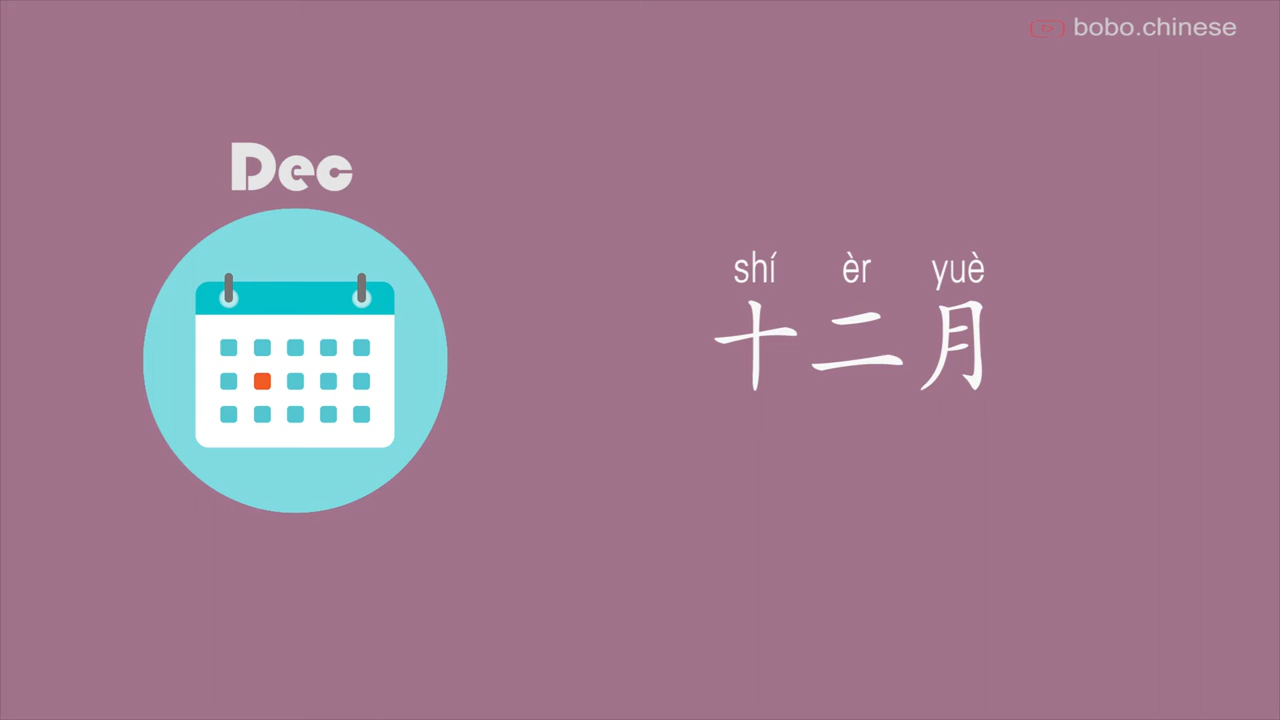 bobo.chinese
Dec
shí èr yuè
十二月